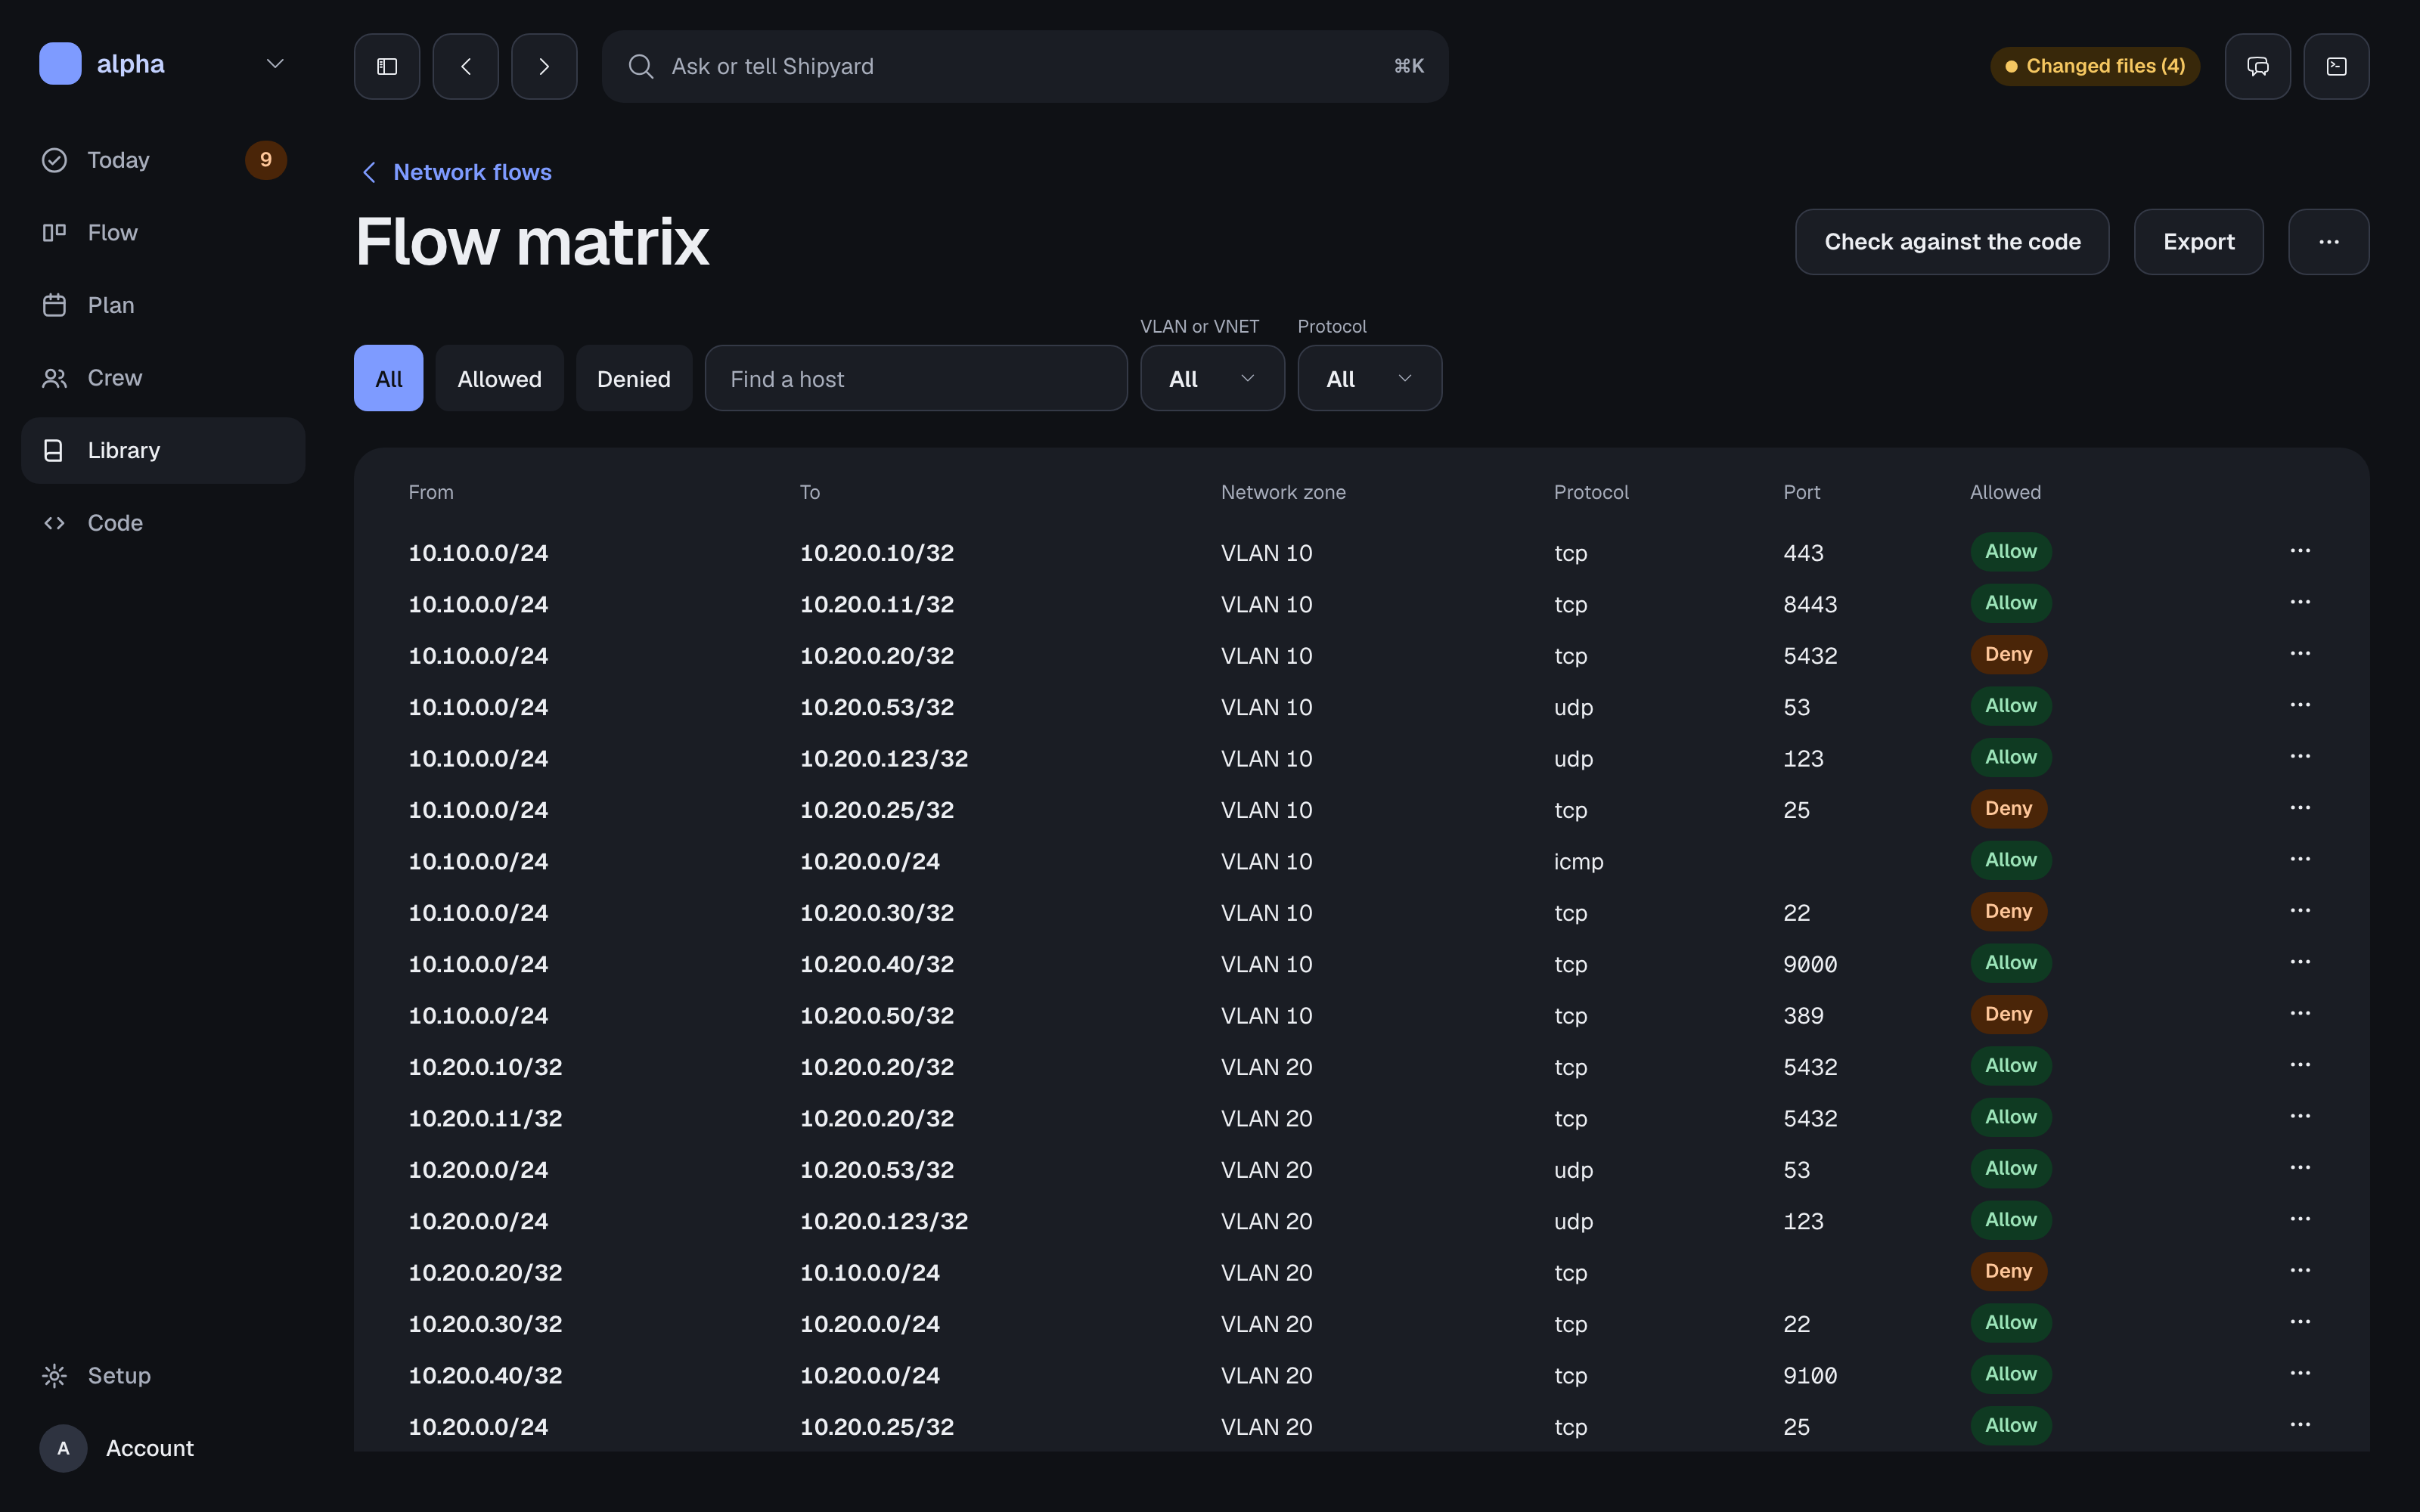 alpha
Ask or tell Shipyard ⌘K
Changed files (4)
Today 9
Flow
Plan
Crew
Library
Code
Setup
A Account
Network flows
Flow matrix
Check against the code Export
VLAN or VNET Protocol
All Allowed Denied Find a host All All
From To Network zone Protocol Port Allowed
10.10.0.0/24 10.20.0.10/32 VLAN 10 tcp 443 Allow
10.10.0.0/24 10.20.0.11/32 VLAN 10 tcp 8443 Allow
10.10.0.0/24 10.20.0.20/32 VLAN 10 tcp 5432 Deny
10.10.0.0/24 10.20.0.53/32 VLAN 10 udp 53 Allow
10.10.0.0/24 10.20.0.123/32 VLAN 10 udp 123 Allow
10.10.0.0/24 10.20.0.25/32 VLAN 10 tcp 25 Deny
10.10.0.0/24 10.20.0.0/24 VLAN 10 icmp Allow
10.10.0.0/24 10.20.0.30/32 VLAN 10 tcp 22 Deny
10.10.0.0/24 10.20.0.40/32 VLAN 10 tcp 9000 Allow
10.10.0.0/24 10.20.0.50/32 VLAN 10 tcp 389 Deny
10.20.0.10/32 10.20.0.20/32 VLAN 20 tcp 5432 Allow
10.20.0.11/32 10.20.0.20/32 VLAN 20 tcp 5432 Allow
10.20.0.0/24 10.20.0.53/32 VLAN 20 udp 53 Allow
10.20.0.0/24 10.20.0.123/32 VLAN 20 udp 123 Allow
10.20.0.20/32 10.10.0.0/24 VLAN 20 tcp Deny
10.20.0.30/32 10.20.0.0/24 VLAN 20 tcp 22 Allow
10.20.0.40/32 10.20.0.0/24 VLAN 20 tcp 9100 Allow
10.20.0.0/24 10.20.0.25/32 VLAN 20 tcp 25 Allow